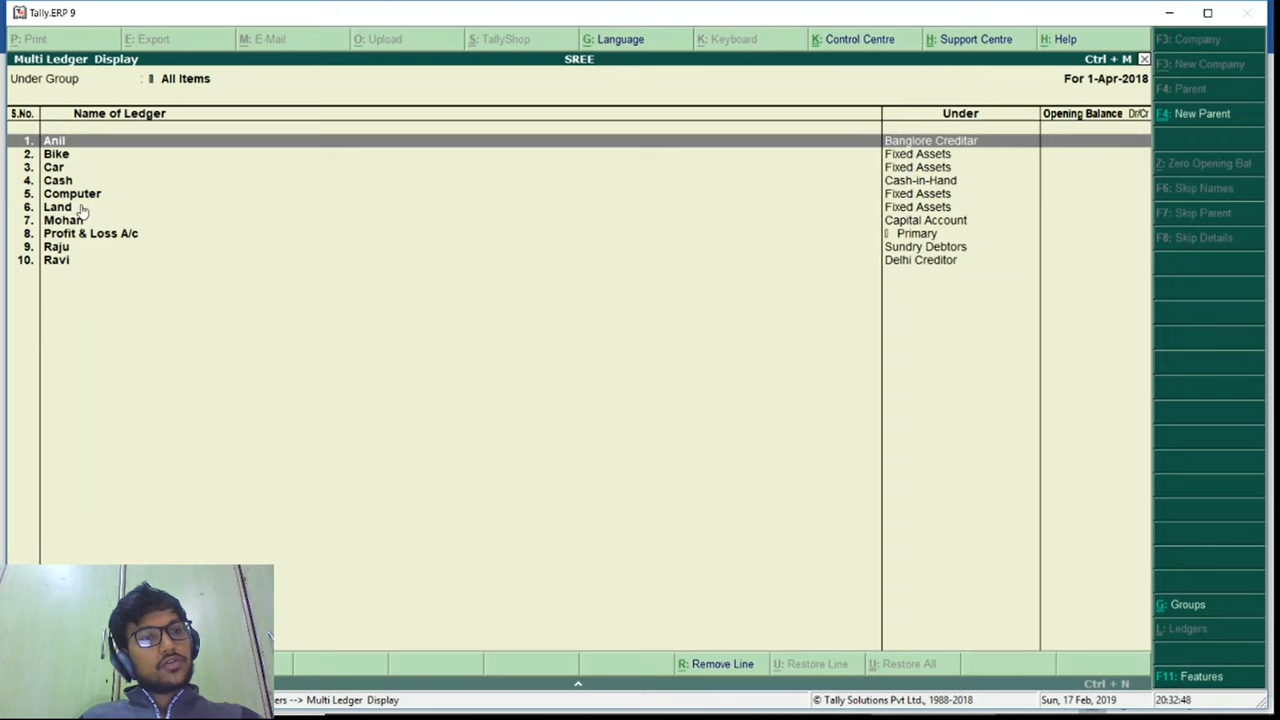 Tally.ERP 9
P: Print E: Export M: E-Mail O: Upload S: TallyShop G: Language K: Keyboard K: Control Centre H: Support Centre H: Help
F3: Company
Multi Ledger Display SREE Ctrl + M
F3: New Company
Under Group : All Items For 1-Apr-2018
F4: Parent
S.No. Name of Ledger Under Opening Balance Dr/Cr
F4: New Parent
1. Anil Banglore Creditar
2. Bike Fixed Assets
3. Car Fixed Assets
Z: Zero Opening Bal
4. Cash Cash-in-Hand
5. Computer Fixed Assets
F6: Skip Names
6. Land Fixed Assets
F7: Skip Parent
7. Mohan Capital Account
8. Profit & Loss A/c Primary
F8: Skip Details
9. Raju Sundry Debtors
10. Ravi Delhi Creditor
G: Groups
L: Ledgers
R: Remove Line U: Restore Line U: Restore All
F11: Features
Ctrl + N
ers --> Multi Ledger Display © Tally Solutions Pvt Ltd., 1988-2018 Sun, 17 Feb, 2019 20:32:48